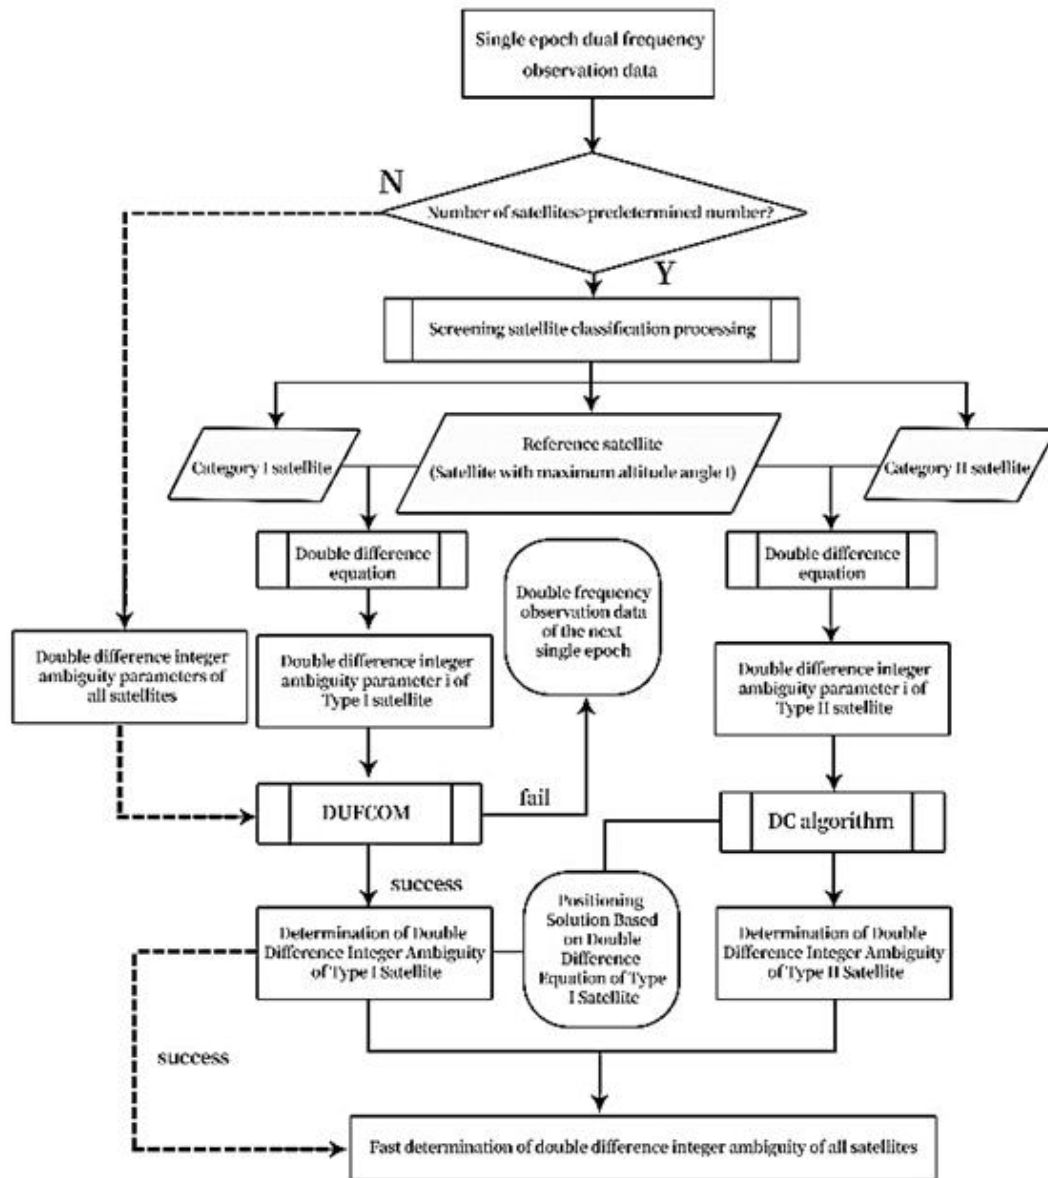 Single epoch dual frequency
observation data
N
Number of satellites>predetermined number?
Y
Screening satellite classification processing
Category I satellite
Reference satellite
(Satellite with maximum altitude angle I)
Category II satellite
Double difference
equation
Double frequency
observation data
of the next
single epoch
Double difference
equation
Double difference integer
ambiguity parameters of
all satellites
Double difference integer
ambiguity parameter i of
Type I satellite
Double difference integer
ambiguity parameter i of
Type II satellite
DUFCOM
fail
DC algorithm
success
Determination of Double
Difference Integer Ambiguity
of Type I Satellite
Positioning
Solution Based
on Double
Difference
Equation of Type
I Satellite
Determination of Double
Difference Integer Ambiguity
of Type II Satellite
success
Fast determination of double difference integer ambiguity of all satellites